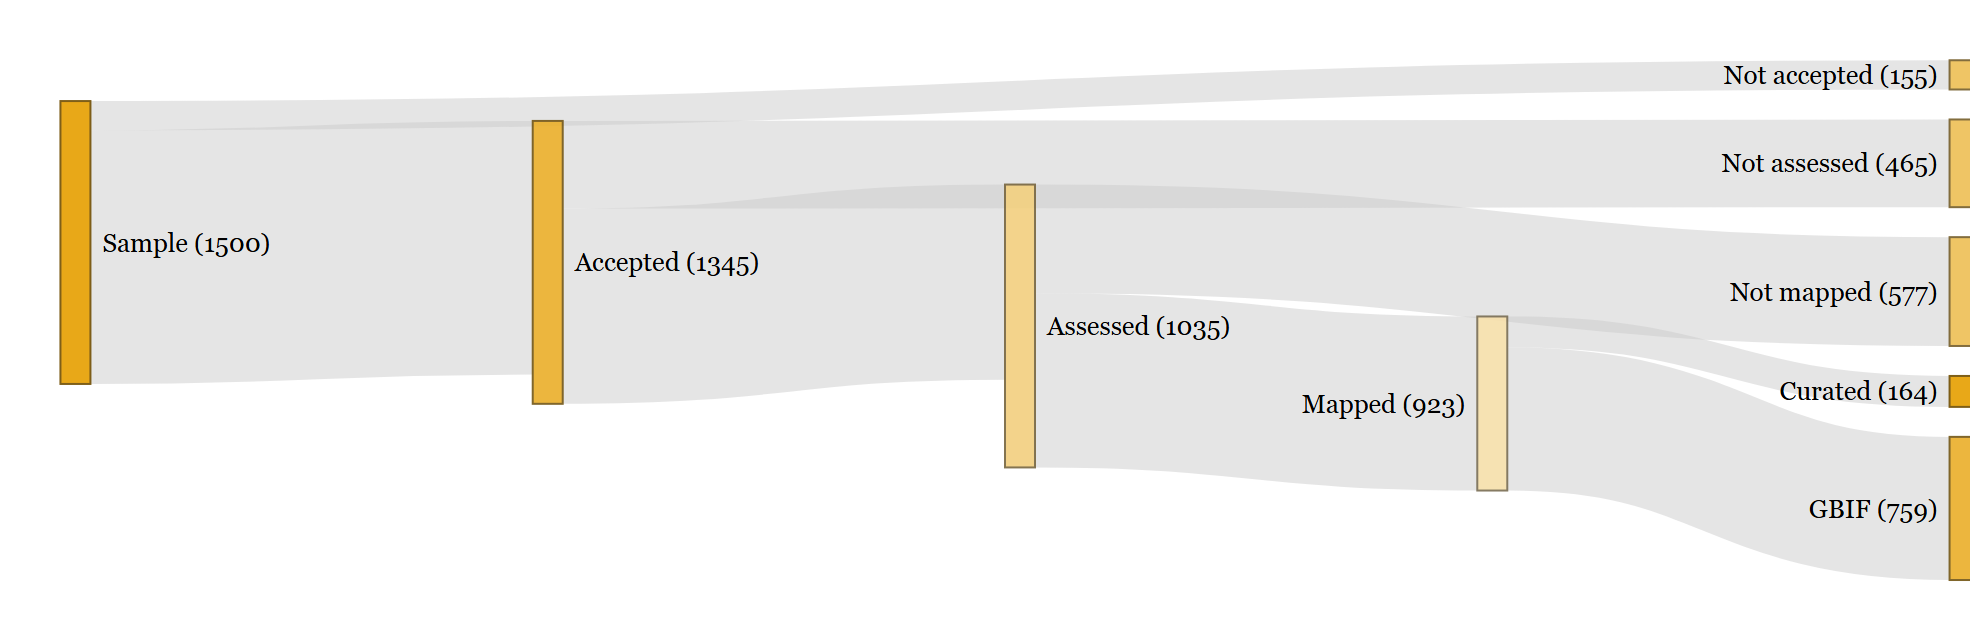 Not accepted (155)
Not assessed (465)
Sample (1500)
Accepted (1345)
Not mapped (577)
Assessed (1035)
Curated (164)
Mapped (923)
GBIF (759)